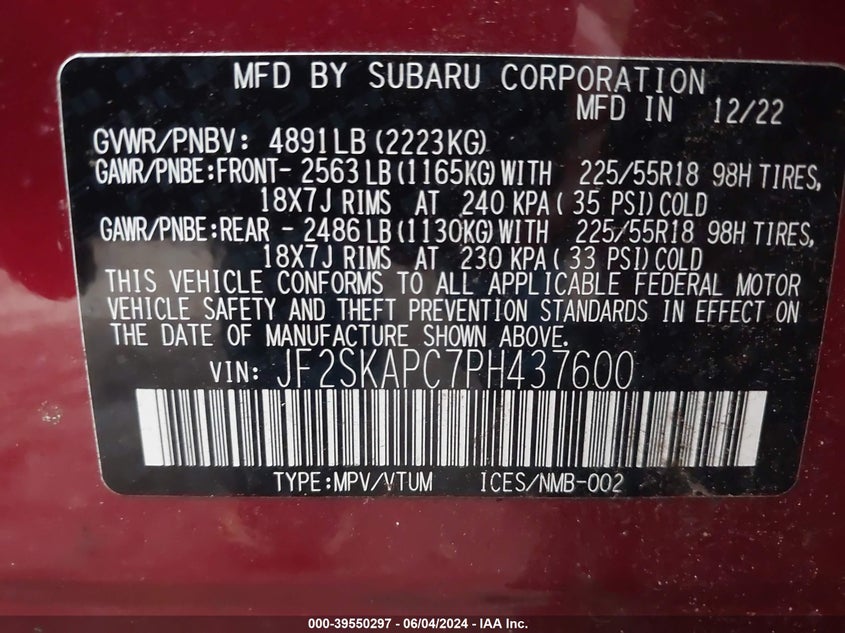 MFD BY SUBARU CORPORATION
MFD IN 12/22
GVWR/PNBV: 4891LB (2223KG)
GAWR/PNBE:FRONT- 2563 LB (1165KG) WITH 225/55R18 98H TIRES,
18X7J RIMS AT 240 KPA ( 35 PSI) COLD
GAWR/PNBE:REAR - 2486 LB (1130KG) WITH 225/55R18 98H TIRES,
18X7J RIMS AT 230 KPA ( 33 PSI) COLD
THIS VEHICLE CONFORMS TO ALL APPLICABLE FEDERAL MOTOR
VEHICLE SAFETY AND THEFT PREVENTION STANDARDS IN EFFECT ON
THE DATE OF MANUFACTURE SHOWN ABOVE.
VIN: JF2SKAPC7PH437600
TYPE:MPV/VTUM ICES/NMB-002
000-39550297 - 06/04/2024 - IAA Inc.